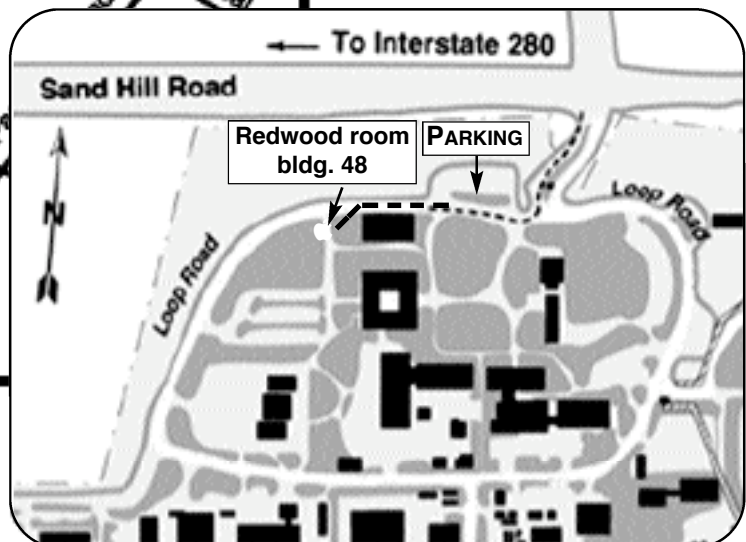 To Interstate 280
Sand Hill Road
Redwood room
bldg. 48
PARKING
Loop Road
N
Loop Road